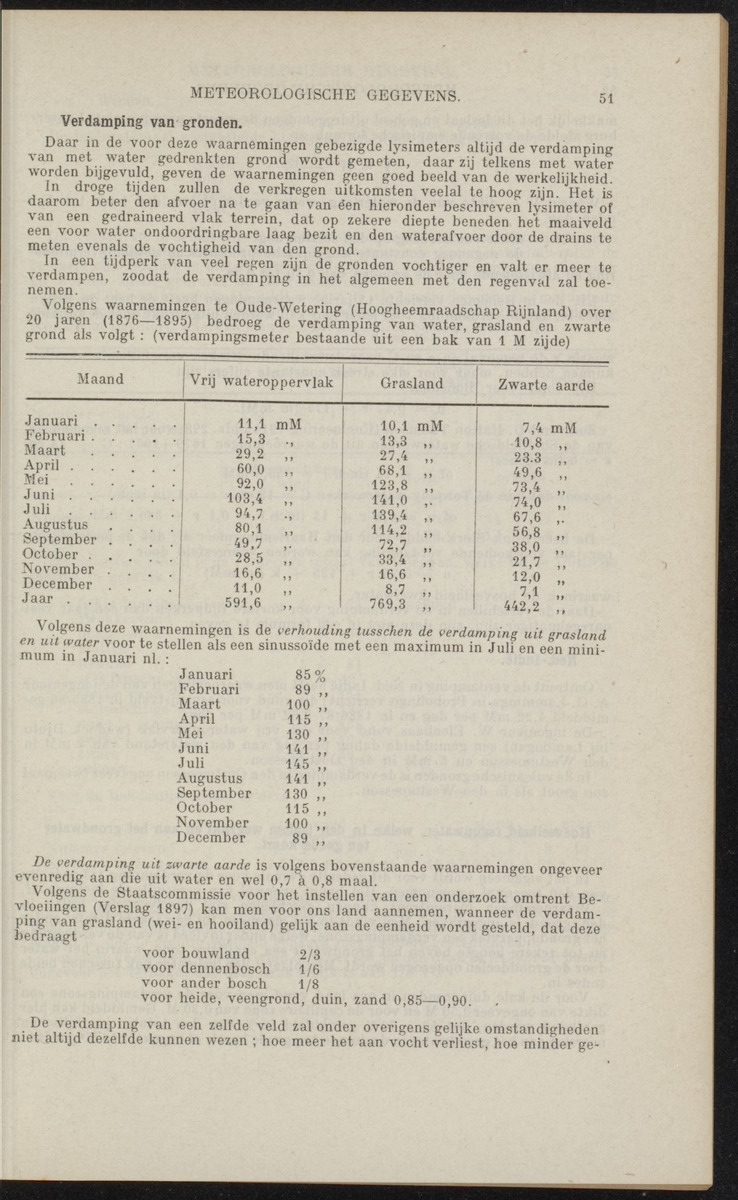 METEOROLOGISCHE GEGEVENS. 51
Verdamping van gronden.
Daar in de voor deze waarnemingen gebezigde lysimeters altijd de verdamping
van met water gedrenkten grond wordt gemeten, daar zij telkens met water
worden bijgevuld, geven de waarnemingen geen goed beeld van de werkelijkheid.
In droge tijden zullen de verkregen uitkomsten veelal te hoog zijn. Het is
daarom beter den afvoer na te gaan van één hieronder beschreven lysimeter of
van een gedraineerd vlak terrein, dat op zekere diepte beneden het maaiveld
een voor water ondoordringbare laag bezit en den waterafvoer door de drains te
meten evenals de vochtigheid van den grond.
In een tijdperk van veel regen zijn de gronden vochtiger en valt er meer te
verdampen, zoodat de verdamping in het algemeen met den regenval zal toe-
nemen.
Volgens waarnemingen te Oude-Wetering (Hoogheemraadschap Rijnland) over
20 jaren (1876—1895) bedroeg de verdamping van water, grasland en zwarte
grond als volgt : (verdampingsmeter bestaande uit een bak van 1 M zijde)
Maand Vrij wateroppervlak Grasland Zwarte aarde
Januari . . . . . 11,1 mM 10,1 mM 7,4 mM
Februari . . . . . 15,3 ,, 13,3 ,, 10,8 ,,
Maart . . . . . 29,2 ,, 27,4 ,, 23.3 ,,
April . . . . . . 60,0 ,, 68,1 ,, 49,6 ,,
Mei . . . . . . 92,0 ,, 123,8 ,, 73,4 ,,
Juni . . . . . . 103,4 ,, 141,0 ,, 74,0 ,,
Juli . . . . . . 94,7 ,, 139,4 ,, 67,6 ,,
Augustus . . . . 80,1 ,, 114,2 ,, 56,8 ,,
September . . . . 49,7 ,, 72,7 ,, 38,0 ,,
October . . . . . 28,5 ,, 33,4 ,, 21,7 ,,
November . . . . 16,6 ,, 16,6 ,, 12,0 ,,
December . . . . 11,0 ,, 8,7 ,, 7,1 ,,
Jaar . . . . . . 591,6 ,, 769,3 ,, 442,2 ,,
Volgens deze waarnemingen is de verhouding tusschen de verdamping uit grasland
en uit water voor te stellen als een sinussoïde met een maximum in Juli en een mini-
mum in Januari nl. :
Januari 85 %
Februari 89 ,,
Maart 100 ,,
April 115 ,,
Mei 130 ,,
Juni 141 ,,
Juli 145 ,,
Augustus 141 ,,
September 130 ,,
October 115 ,,
November 100 ,,
December 89 ,,
De verdamping uit zwarte aarde is volgens bovenstaande waarnemingen ongeveer
evenredig aan die uit water en wel 0,7 à 0,8 maal.
Volgens de Staatscommissie voor het instellen van een onderzoek omtrent Be-
vloeiingen (Verslag 1897) kan men voor ons land aannemen, wanneer de verdam-
ping van grasland (wei- en hooiland) gelijk aan de eenheid wordt gesteld, dat deze
bedraagt
voor bouwland 2/3
voor dennenbosch 1/6
voor ander bosch 1/8
voor heide, veengrond, duin, zand 0,85—0,90.
De verdamping van een zelfde veld zal onder overigens gelijke omstandigheden
niet altijd dezelfde kunnen wezen ; hoe meer het aan vocht verliest, hoe minder ge-